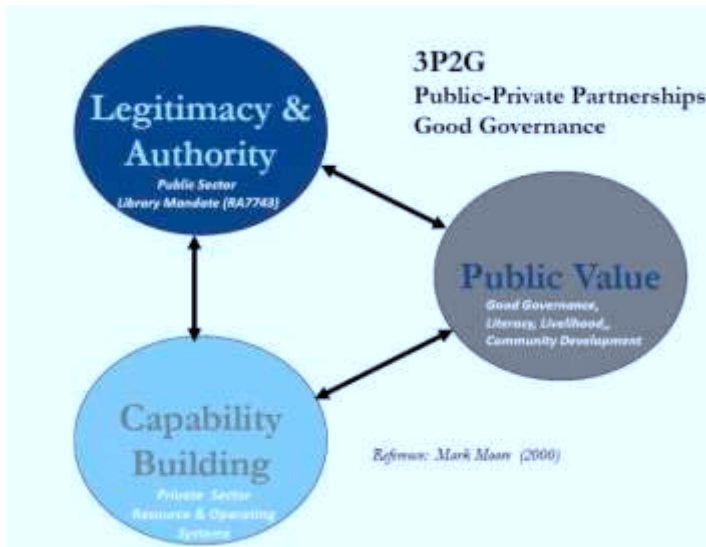 3P2G
Public-Private Partnerships
Good Governance
Legitimacy &
Authority
Public Sector
Library Mandate (RA7743)
Public Value
Good Governance,
Literacy, Livelihood,,
Community Development
Capability
Building
Private Sector
Resource & Operating
Systems
Reference: Mark Moore (2000)